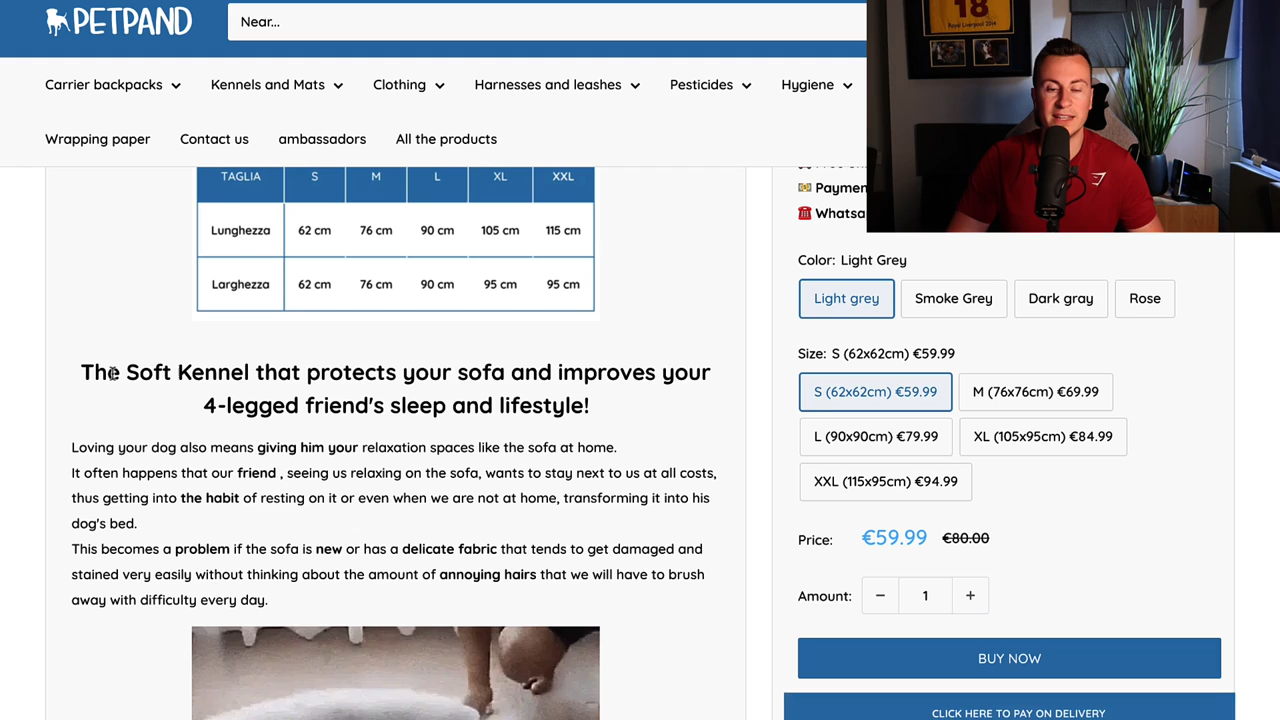 PETPAND
Near...
Carrier backpacks
Kennels and Mats
Clothing
Harnesses and leashes
Pesticides
Hygiene
Wrapping paper
Contact us
ambassadors
All the products
18
Royal Liverpool 2014
TAGLIA S M L XL XXL
Lunghezza 62 cm 76 cm 90 cm 105 cm 115 cm
Larghezza 62 cm 76 cm 90 cm 95 cm 95 cm
The Soft Kennel that protects your sofa and improves your
4-legged friend's sleep and lifestyle!
Loving your dog also means giving him your relaxation spaces like the sofa at home.
It often happens that our friend , seeing us relaxing on the sofa, wants to stay next to us at all costs,
thus getting into the habit of resting on it or even when we are not at home, transforming it into his
dog's bed.
This becomes a problem if the sofa is new or has a delicate fabric that tends to get damaged and
stained very easily without thinking about the amount of annoying hairs that we will have to brush
away with difficulty every day.
Color: Light Grey
Light grey
Smoke Grey
Dark gray
Rose
Size: S (62x62cm) €59.99
S (62x62cm) €59.99
M (76x76cm) €69.99
L (90x90cm) €79.99
XL (105x95cm) €84.99
XXL (115x95cm) €94.99
Price: €59.99 €80.00
Amount: − 1 +
BUY NOW
CLICK HERE TO PAY ON DELIVERY